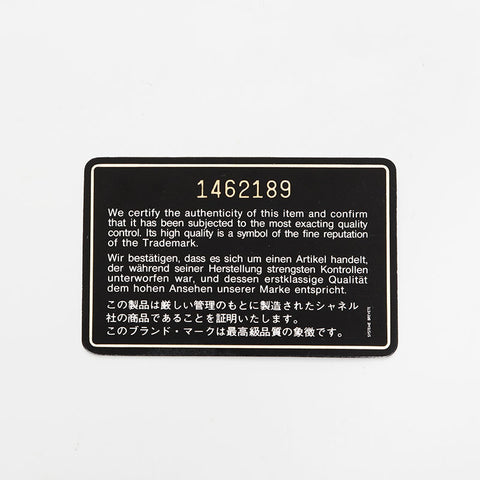 1462189
We certify the authenticity of this item and confirm
that it has been subjected to the most exacting quality
control. Its high quality is a symbol of the fine reputation
of the Trademark.
Wir bestätigen, dass es sich um einen Artikel handelt,
der während seiner Herstellung strengsten Kontrollen
unterworfen war, und dessen erstklassige Qualität
dem hohen Ansehen unserer Marke entspricht.
この製品は厳しい管理のもとに製造されたシャネル
社の商品であることを証明いたします。
このブランド・マークは最高級品質の象徴です。
SYSTEME BREVETE